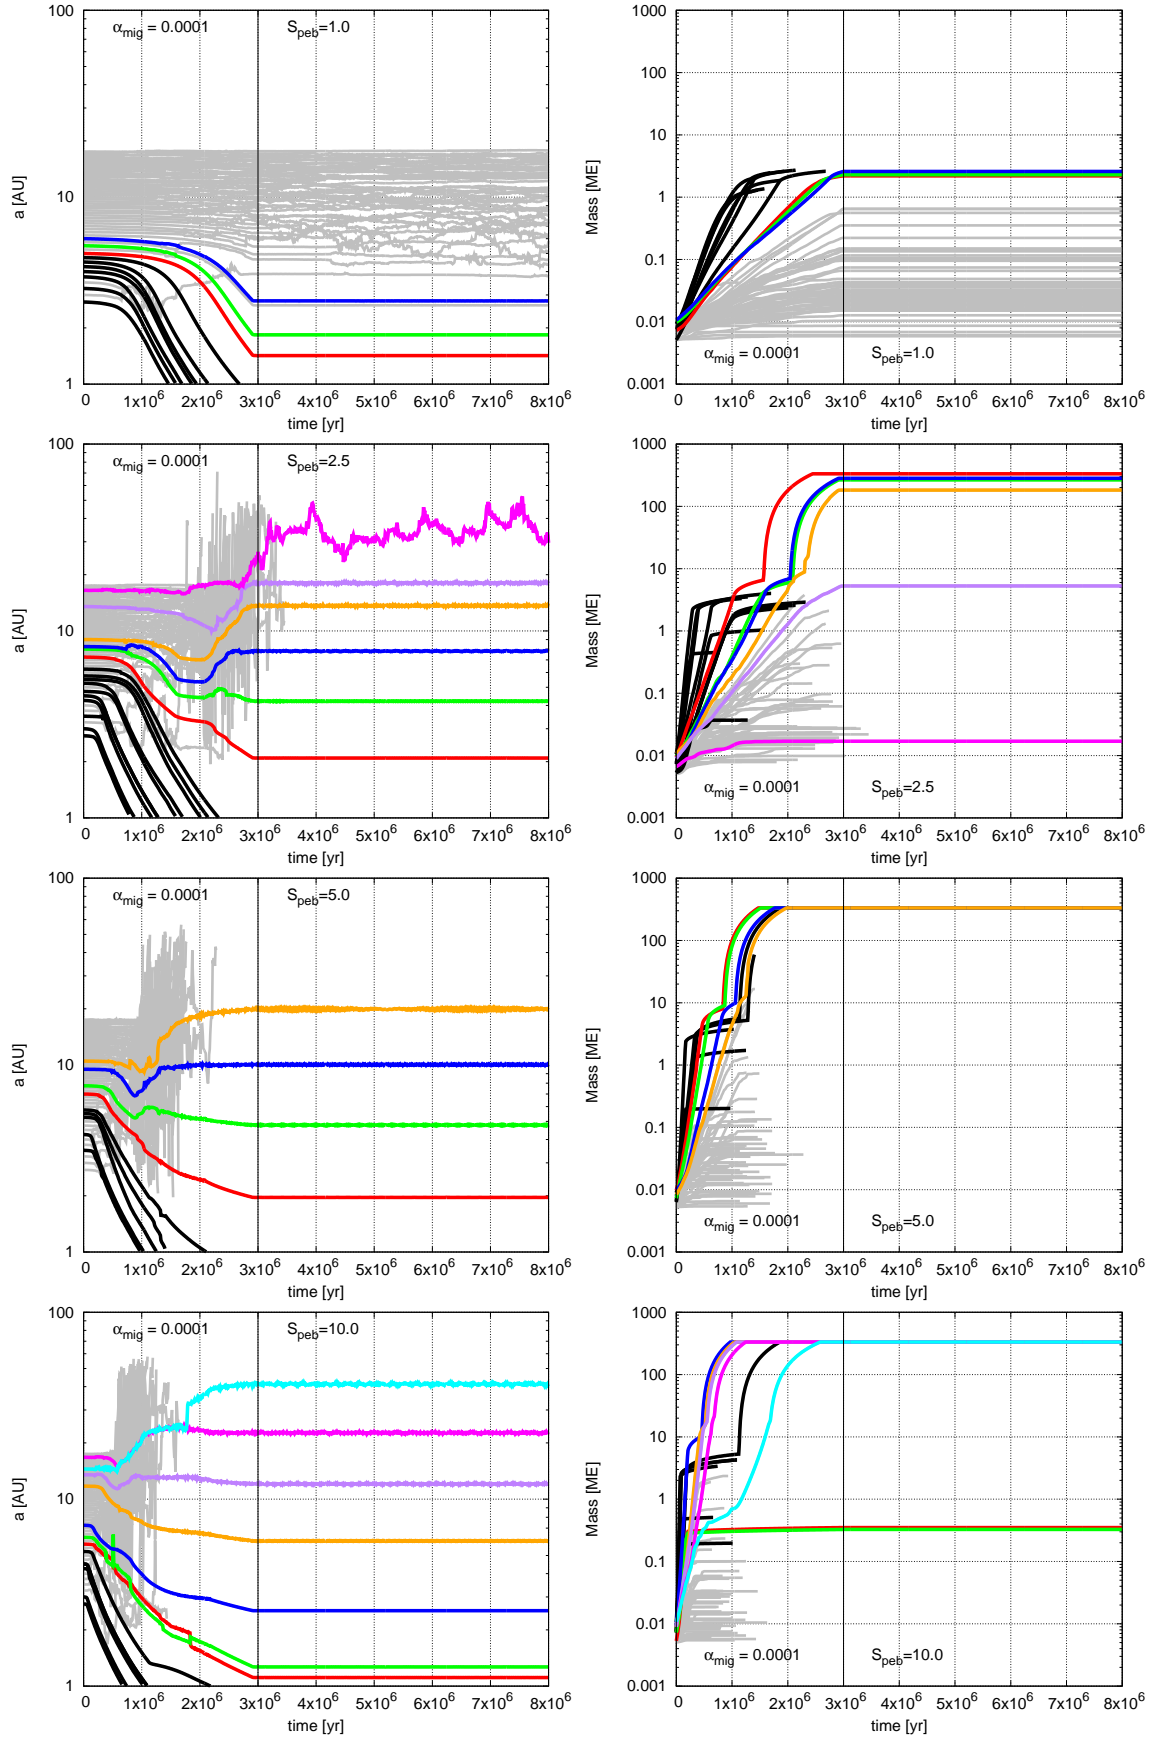 100
10
1
a [AU]
α_mig = 0.0001 S_peb=1.0
0 1x10^6 2x10^6 3x10^6 4x10^6 5x10^6 6x10^6 7x10^6 8x10^6
time [yr]
1000
100
10
1
0.1
0.01
0.001
Mass [ME]
α_mig = 0.0001 S_peb=1.0
0 1x10^6 2x10^6 3x10^6 4x10^6 5x10^6 6x10^6 7x10^6 8x10^6
time [yr]
100
10
1
a [AU]
α_mig = 0.0001 S_peb=2.5
0 1x10^6 2x10^6 3x10^6 4x10^6 5x10^6 6x10^6 7x10^6 8x10^6
time [yr]
1000
100
10
1
0.1
0.01
0.001
Mass [ME]
α_mig = 0.0001 S_peb=2.5
0 1x10^6 2x10^6 3x10^6 4x10^6 5x10^6 6x10^6 7x10^6 8x10^6
time [yr]
100
10
1
a [AU]
α_mig = 0.0001 S_peb=5.0
0 1x10^6 2x10^6 3x10^6 4x10^6 5x10^6 6x10^6 7x10^6 8x10^6
time [yr]
1000
100
10
1
0.1
0.01
0.001
Mass [ME]
α_mig = 0.0001 S_peb=5.0
0 1x10^6 2x10^6 3x10^6 4x10^6 5x10^6 6x10^6 7x10^6 8x10^6
time [yr]
100
10
1
a [AU]
α_mig = 0.0001 S_peb=10.0
0 1x10^6 2x10^6 3x10^6 4x10^6 5x10^6 6x10^6 7x10^6 8x10^6
time [yr]
1000
100
10
1
0.1
0.01
0.001
Mass [ME]
α_mig = 0.0001 S_peb=10.0
0 1x10^6 2x10^6 3x10^6 4x10^6 5x10^6 6x10^6 7x10^6 8x10^6
time [yr]